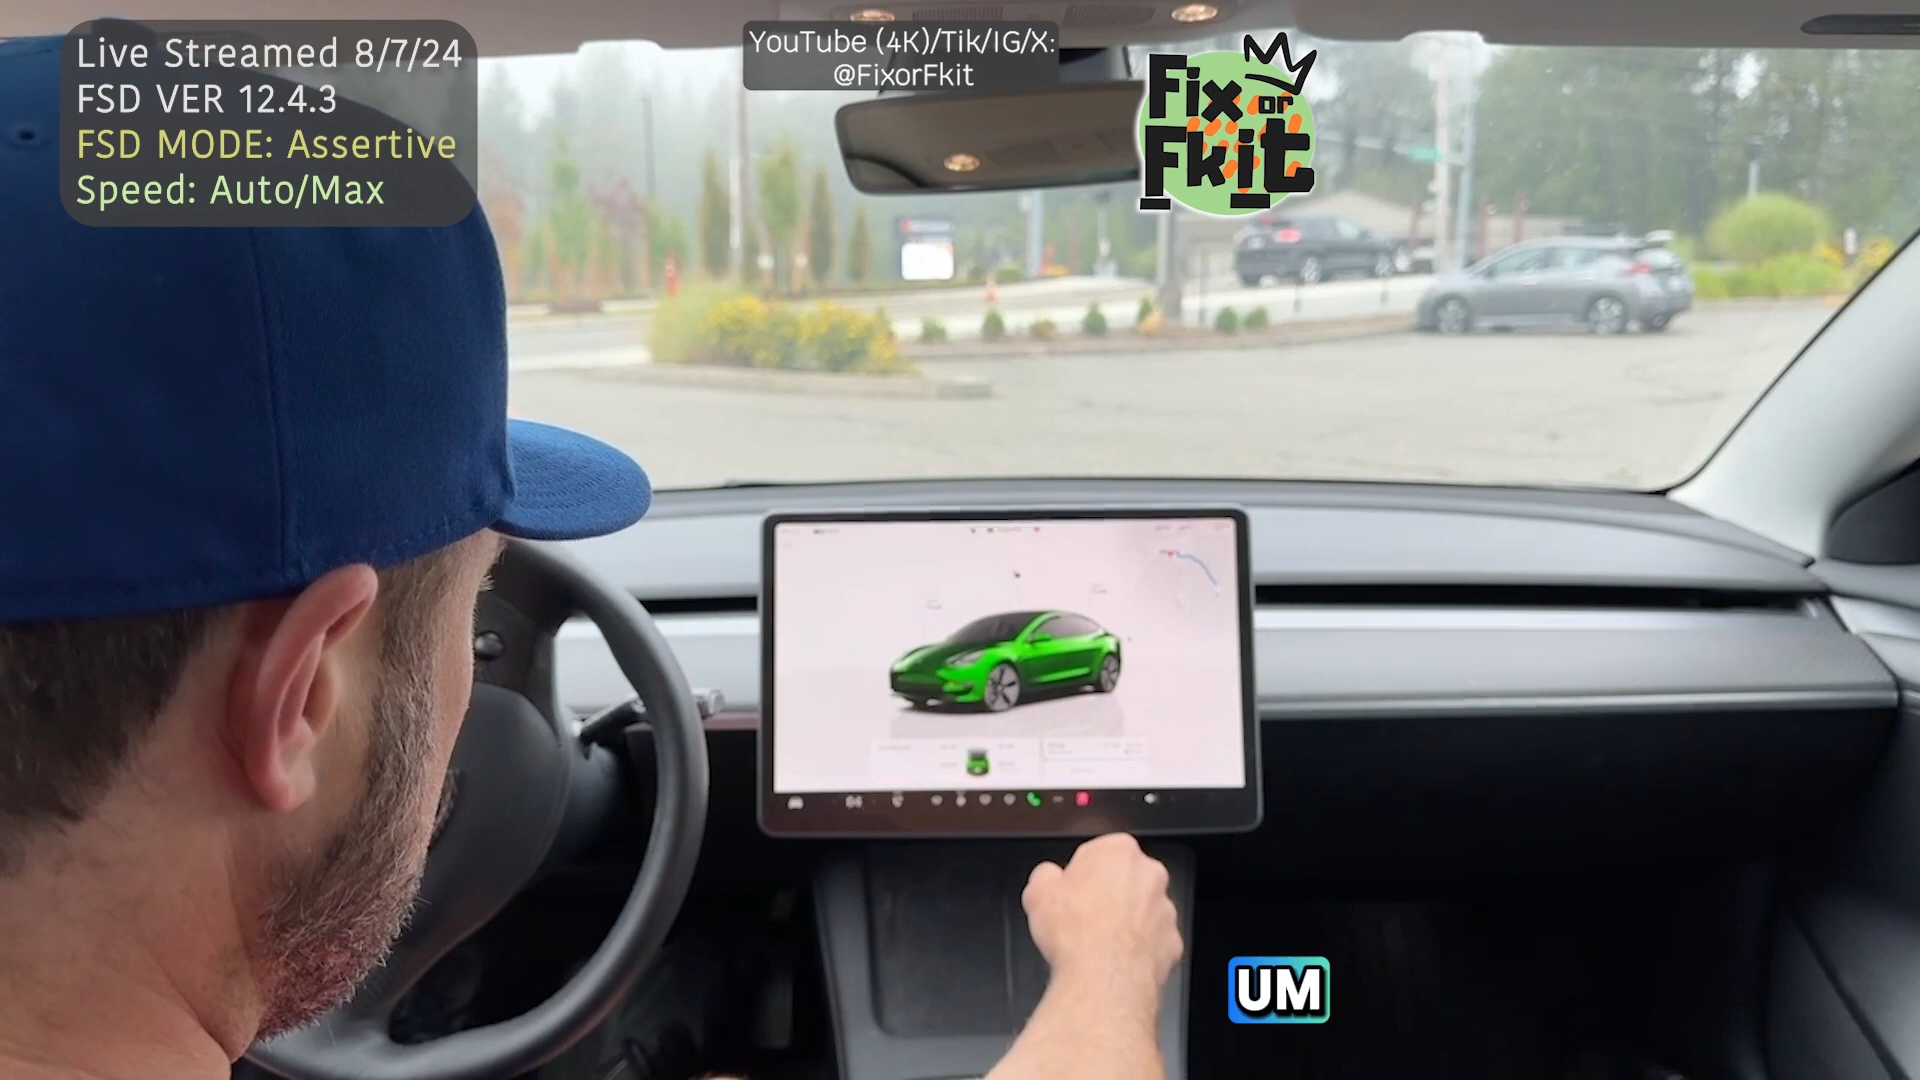 Live Streamed 8/7/24
FSD VER 12.4.3
FSD MODE: Assertive
Speed: Auto/Max
YouTube (4K)/Tik/IG/X:
@FixorFkit
Fix or
Fkit
UM